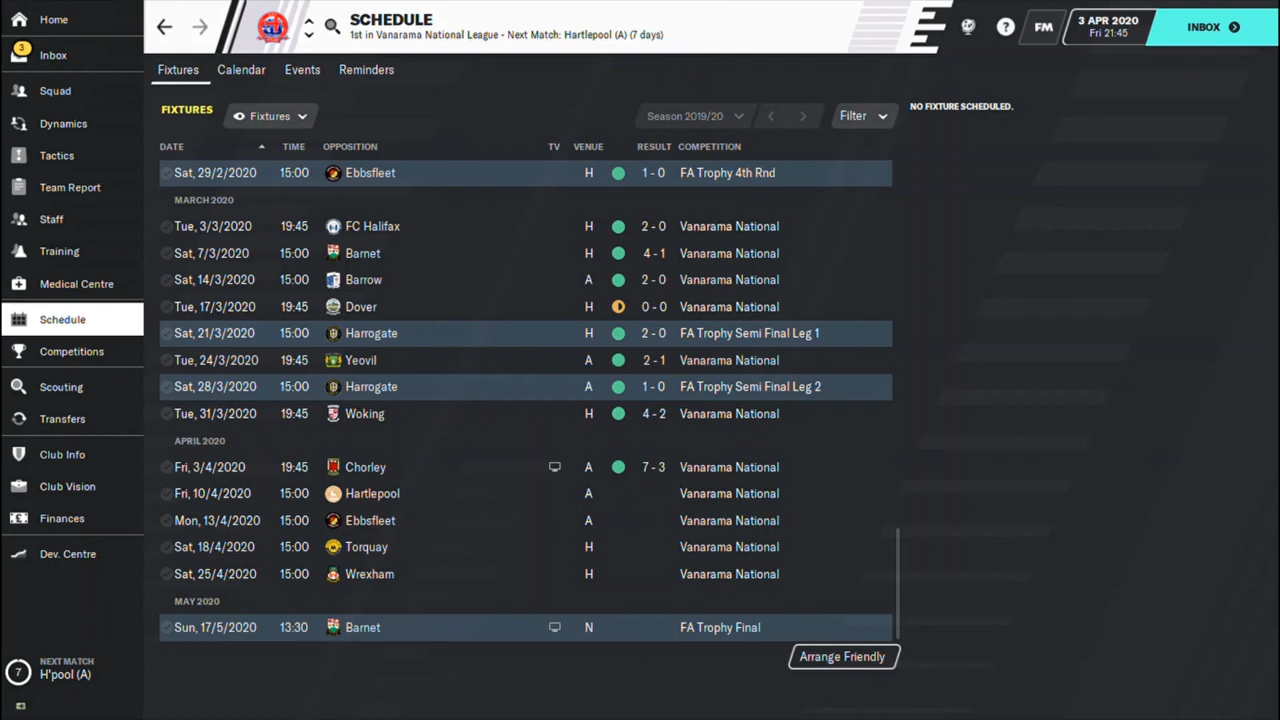 Home
3
Inbox
Squad
Dynamics
Tactics
Team Report
Staff
Training
Medical Centre
Schedule
Competitions
Scouting
Transfers
Club Info
Club Vision
Finances
Dev. Centre
7
NEXT MATCH
H'pool (A)
SCHEDULE
1st in Vanarama National League - Next Match: Hartlepool (A) (7 days)
?
FM
3 APR 2020
Fri 21:45
INBOX
Fixtures Calendar Events Reminders
FIXTURES Fixtures Season 2019/20 Filter
NO FIXTURE SCHEDULED.
DATE TIME OPPOSITION TV VENUE RESULT COMPETITION
Sat, 29/2/2020 15:00 Ebbsfleet H 1 - 0 FA Trophy 4th Rnd
MARCH 2020
Tue, 3/3/2020 19:45 FC Halifax H 2 - 0 Vanarama National
Sat, 7/3/2020 15:00 Barnet H 4 - 1 Vanarama National
Sat, 14/3/2020 15:00 Barrow A 2 - 0 Vanarama National
Tue, 17/3/2020 19:45 Dover H 0 - 0 Vanarama National
Sat, 21/3/2020 15:00 Harrogate H 2 - 0 FA Trophy Semi Final Leg 1
Tue, 24/3/2020 19:45 Yeovil A 2 - 1 Vanarama National
Sat, 28/3/2020 15:00 Harrogate A 1 - 0 FA Trophy Semi Final Leg 2
Tue, 31/3/2020 19:45 Woking H 4 - 2 Vanarama National
APRIL 2020
Fri, 3/4/2020 19:45 Chorley A 7 - 3 Vanarama National
Fri, 10/4/2020 15:00 Hartlepool A Vanarama National
Mon, 13/4/2020 15:00 Ebbsfleet A Vanarama National
Sat, 18/4/2020 15:00 Torquay H Vanarama National
Sat, 25/4/2020 15:00 Wrexham H Vanarama National
MAY 2020
Sun, 17/5/2020 13:30 Barnet N FA Trophy Final
Arrange Friendly